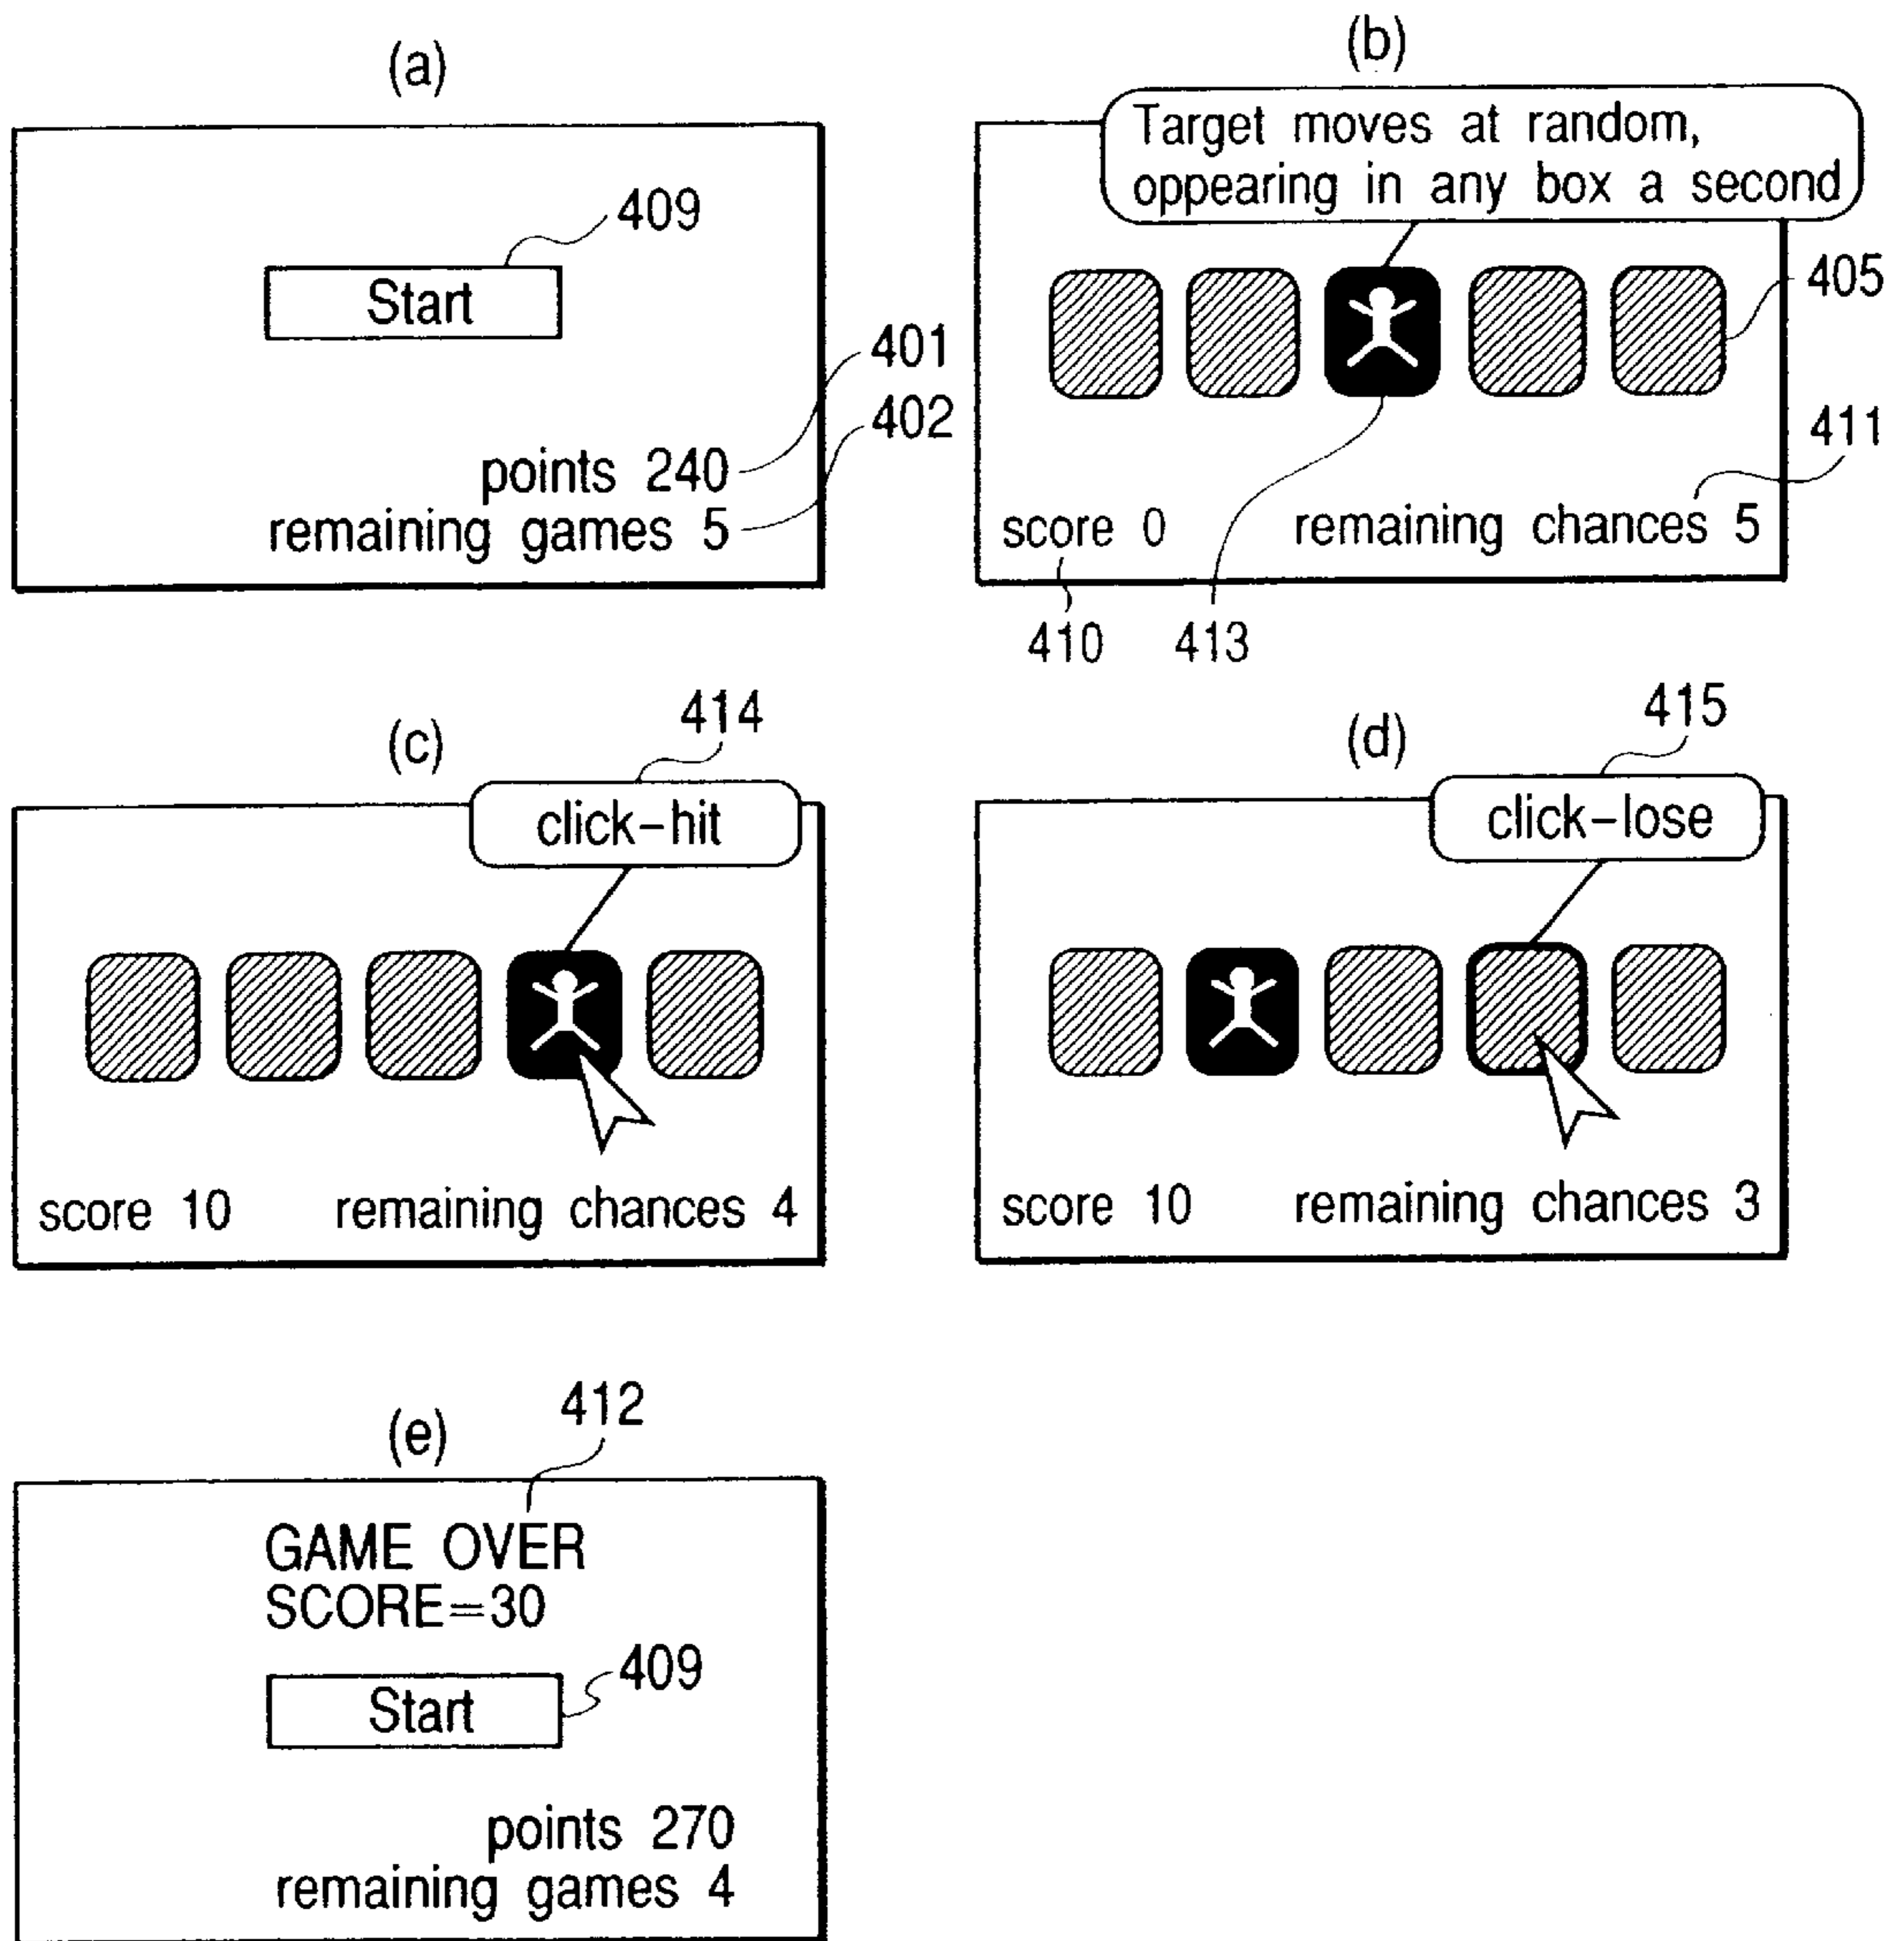 (a)
409
Start
401
402
points 240
remaining games 5
(b)
Target moves at random,
oppearing in any box a second
405
411
score 0 remaining chances 5
410 413
(c)
414
click-hit
score 10 remaining chances 4
(d)
415
click-lose
score 10 remaining chances 3
(e)
412
GAME OVER
SCORE=30
409
Start
points 270
remaining games 4